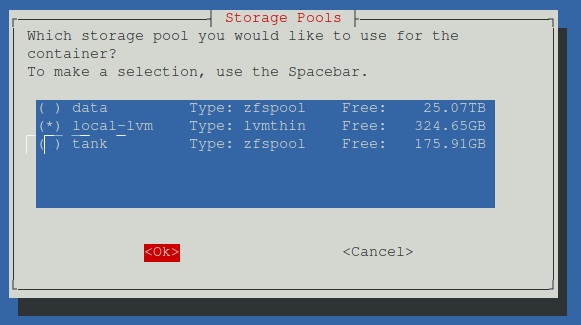 Storage Pools
Which storage pool you would like to use for the
container?
To make a selection, use the Spacebar.
( ) data Type: zfspool Free: 25.07TB
(*) local-lvm Type: lvmthin Free: 324.65GB
( ) tank Type: zfspool Free: 175.91GB
<Ok> <Cancel>